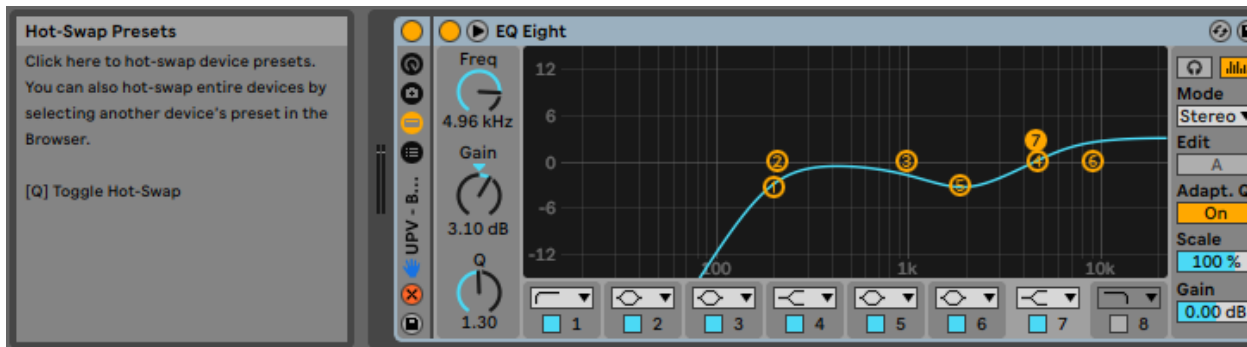 Hot-Swap Presets
Click here to hot-swap device presets.
You can also hot-swap entire devices by
selecting another device's preset in the
Browser.
[Q] Toggle Hot-Swap
UPV - B...
EQ Eight
Freq
4.96 kHz
Gain
3.10 dB
Q
1.30
12
6
0
-6
-12
100
1k
10k
1
2
3
4
5
6
7
1
2
3
4
5
6
7
8
Mode
Stereo
Edit
A
Adapt. Q
On
Scale
100 %
Gain
0.00 dB